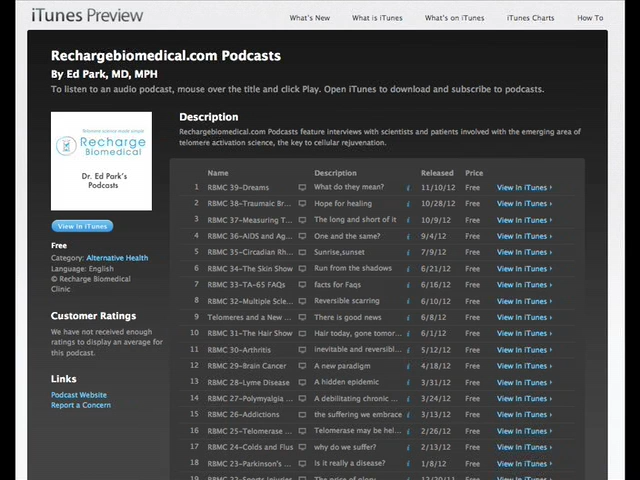 iTunes Preview
What's New What is iTunes What's on iTunes iTunes Charts How To
Rechargebiomedical.com Podcasts
By Ed Park, MD, MPH
To listen to an audio podcast, mouse over the title and click Play. Open iTunes to download and subscribe to podcasts.
Telomere science made simple
Recharge
Biomedical
Dr. Ed Park's
Podcasts
View In iTunes
Free
Category: Alternative Health
Language: English
© Recharge Biomedical
Clinic
Customer Ratings
We have not received enough
ratings to display an average for
this podcast.
Links
Podcast Website
Report a Concern
Description
Rechargebiomedical.com Podcasts feature interviews with scientists and patients involved with the emerging area of
telomere activation science, the key to cellular rejuvenation.
Name Description Released Price
1 RBMC 39-Dreams What do they mean? 11/10/12 Free View In iTunes
2 RBMC 38-Traumatic Br... Hope for healing 10/28/12 Free View In iTunes
3 RBMC 37-Measuring T... The long and short of it 10/9/12 Free View In iTunes
4 RBMC 36-AIDS and Ag... One and the same? 9/4/12 Free View In iTunes
5 RBMC 35-Circadian Rh... Sunrise,sunset 7/9/12 Free View In iTunes
6 RBMC 34-The Skin Show Run from the shadows 6/21/12 Free View In iTunes
7 RBMC 33-TA-65 FAQs facts for Faqs 6/16/12 Free View In iTunes
8 RBMC 32-Multiple Scle... Reversible scarring 6/10/12 Free View In iTunes
9 Telomeres and a New ... There is good news 6/8/12 Free View In iTunes
10 RBMC 31-The Hair Show Hair today, gone tomor... 6/1/12 Free View In iTunes
11 RBMC 30-Arthritis inevitable and reversibl... 5/12/12 Free View In iTunes
12 RBMC 29-Brain Cancer A new paradigm 4/18/12 Free View In iTunes
13 RBMC 28-Lyme Disease A hidden epidemic 3/31/12 Free View In iTunes
14 RBMC 27-Polymyalgia ... A debilitating chronic ... 3/24/12 Free View In iTunes
15 RBMC 26-Addictions the suffering we embrace 3/13/12 Free View In iTunes
16 RBMC 25-Telomerase ... Telomerase may be hel... 2/26/12 Free View In iTunes
17 RBMC 24-Colds and Flus why do we suffer? 2/13/12 Free View In iTunes
18 RBMC 23-Parkinson's ... Is it really a disease? 1/8/12 Free View In iTunes